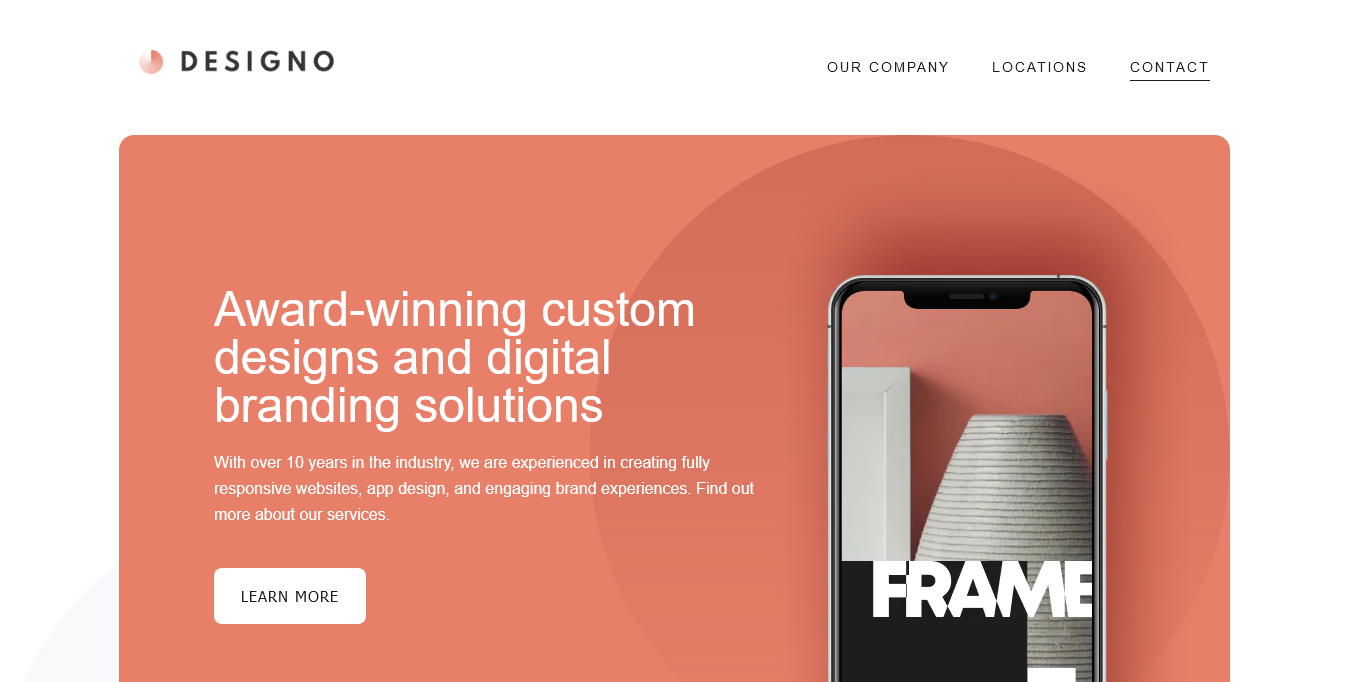 DESIGNO
OUR COMPANY
LOCATIONS
CONTACT
Award-winning custom
designs and digital
branding solutions
With over 10 years in the industry, we are experienced in creating fully
responsive websites, app design, and engaging brand experiences. Find out
more about our services.
LEARN MORE
FRAME